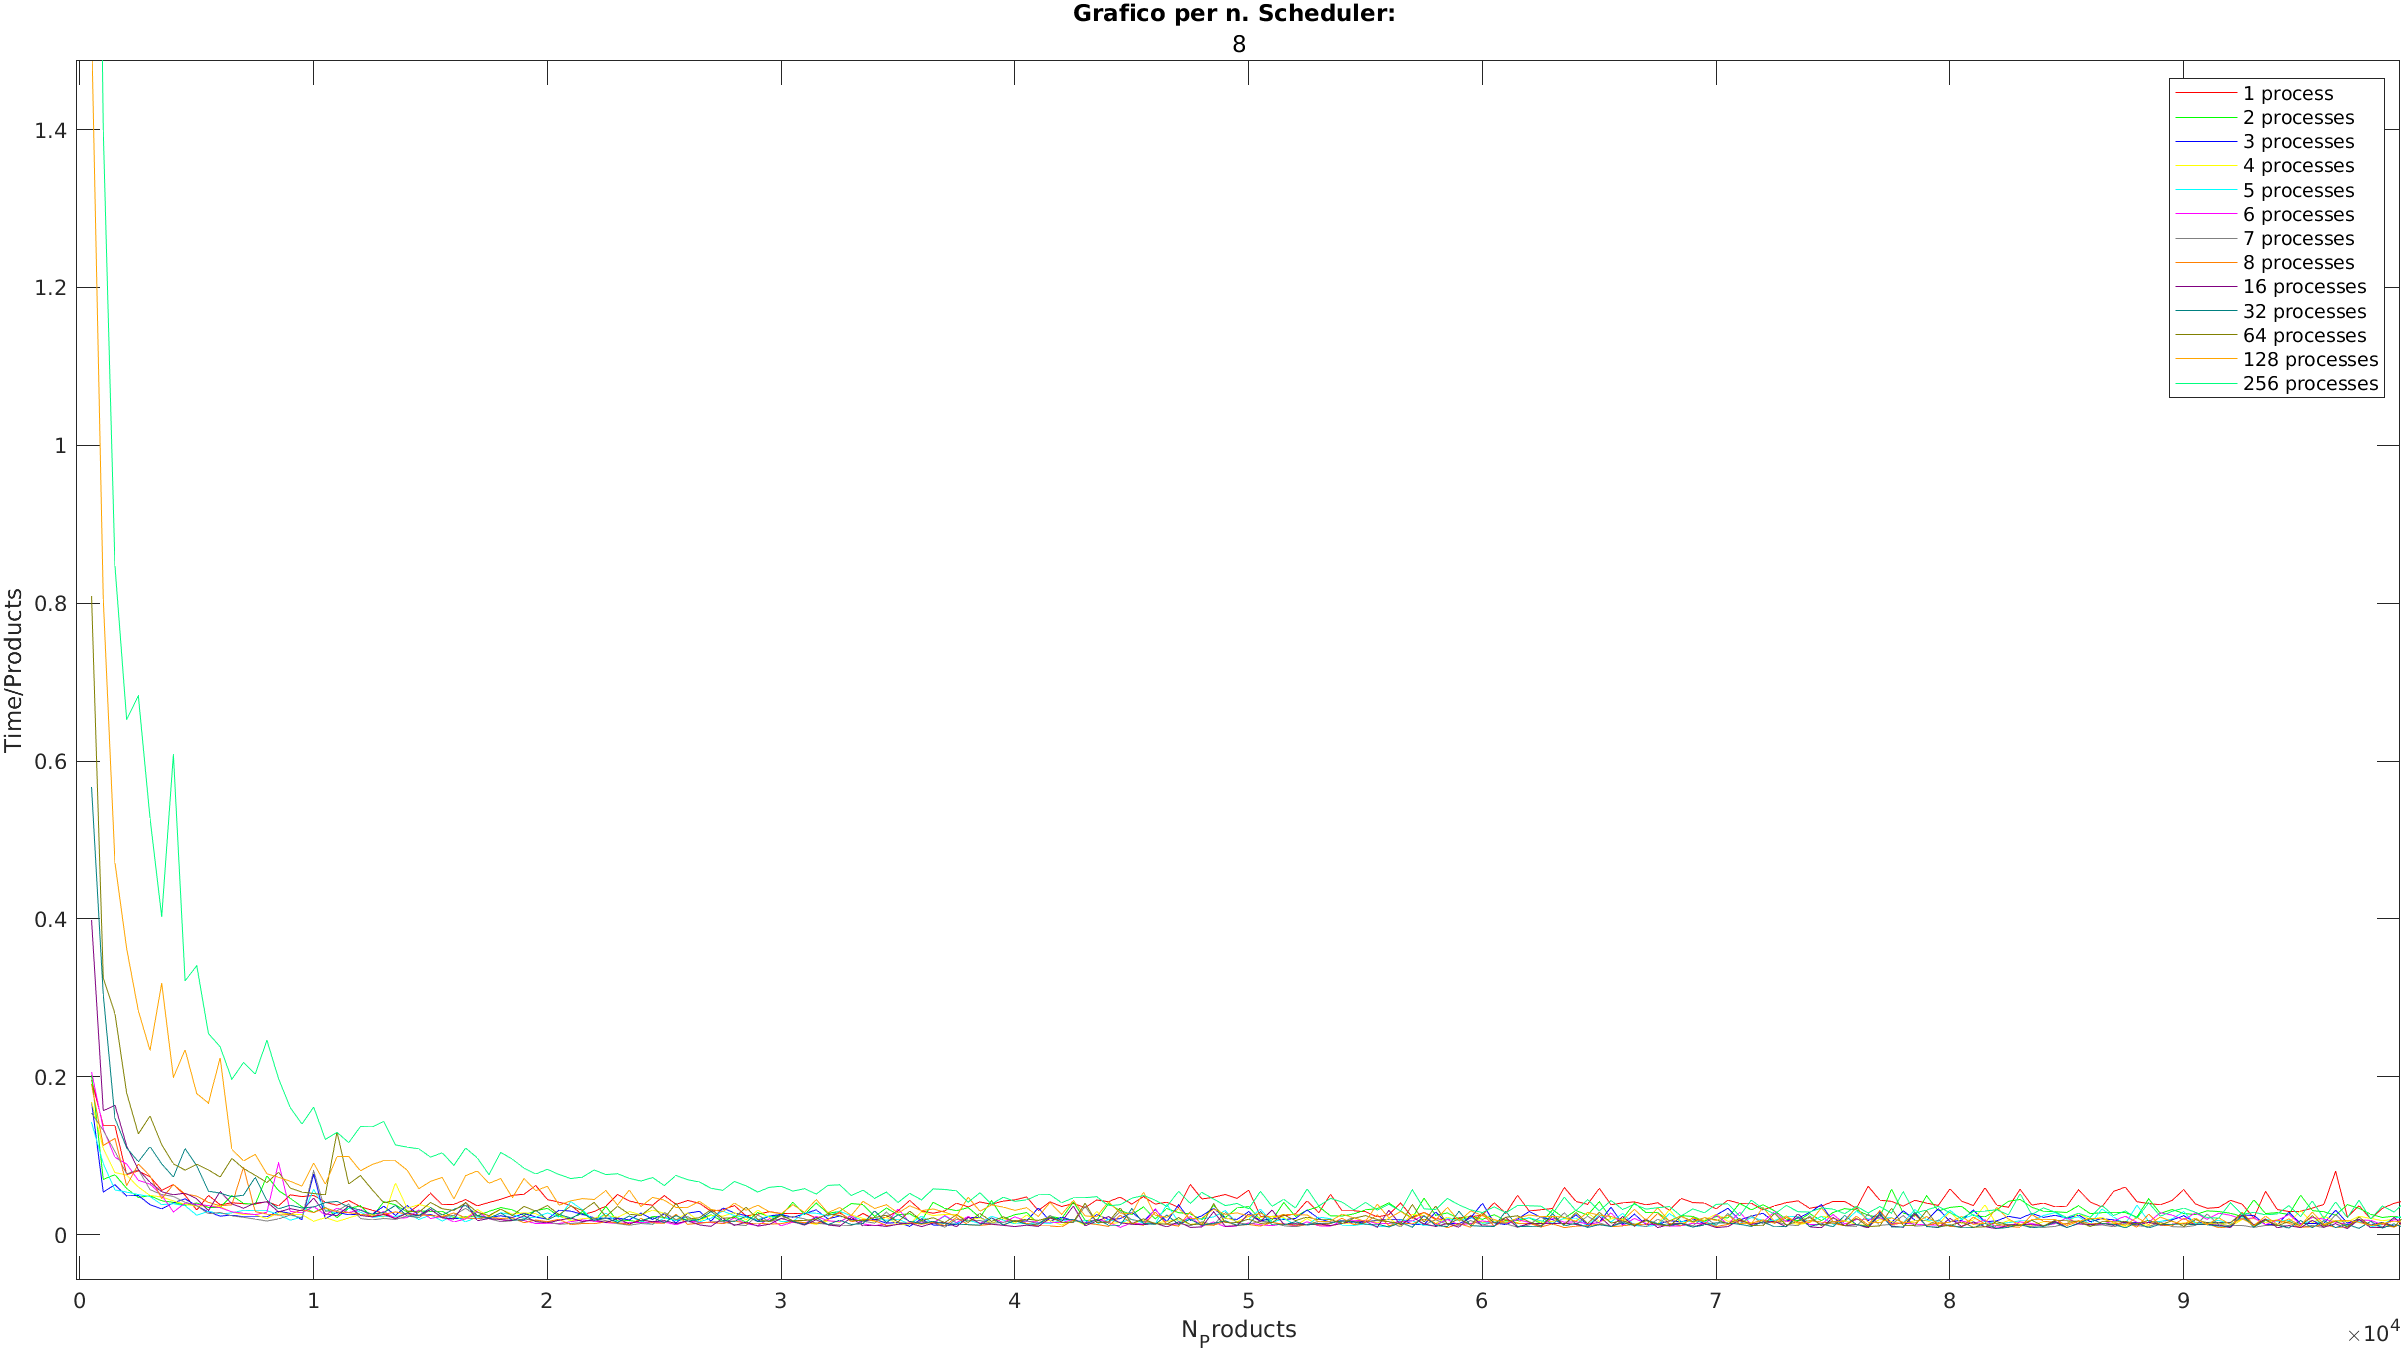 Grafico per n. Scheduler:
8
1.4
1.2
1
0.8
0.6
0.4
0.2
0
Time/Products
1 process
2 processes
3 processes
4 processes
5 processes
6 processes
7 processes
8 processes
16 processes
32 processes
64 processes
128 processes
256 processes
0 1 2 3 4 5 6 7 8 9
N_Products
×10^4